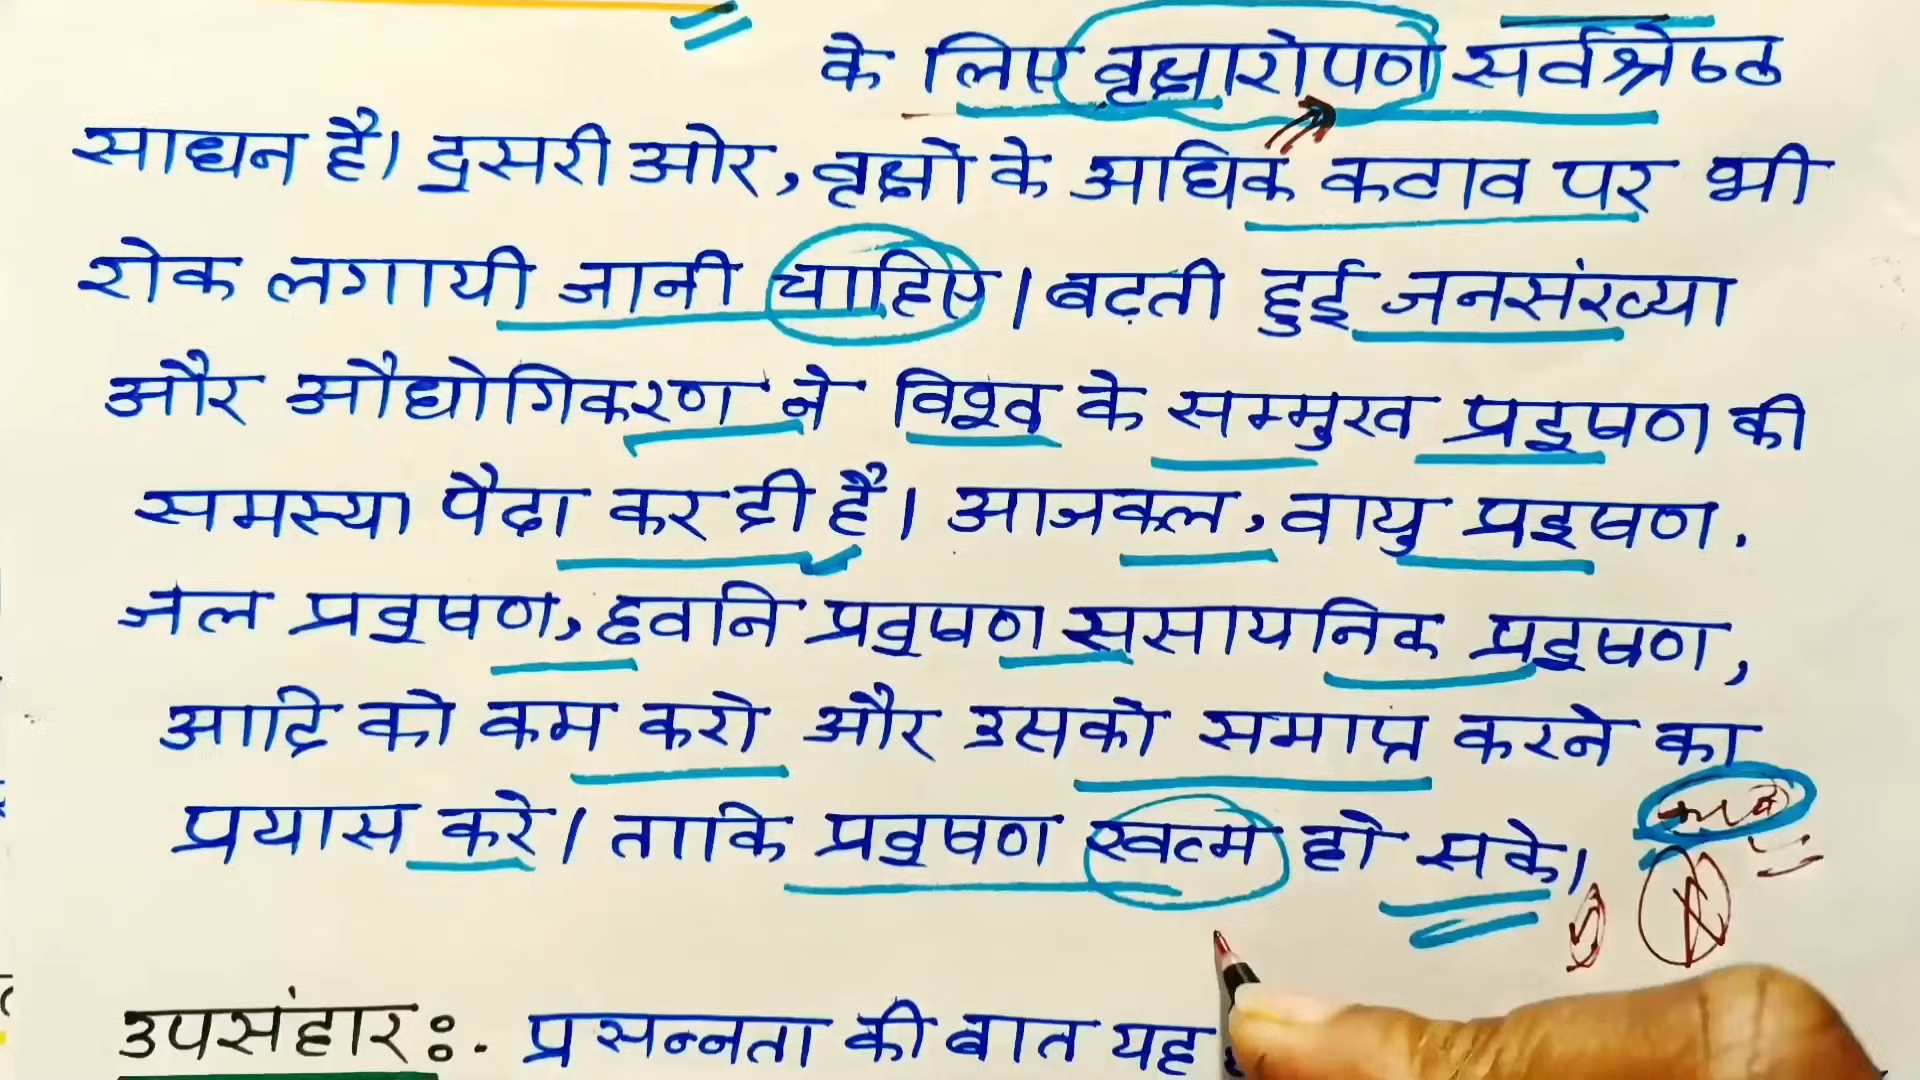 के लिए वृक्षारोपण सर्वश्रेष्ठ
साधन है। दुसरी ओर, वृक्षो के अधिक कटाव पर भी
रोक लगायी जानी चाहिए। बढ़ती हुई जनसंख्या
और औद्योगिकरण ने विश्व के सम्मुख प्रदूषण की
समस्या पैदा कर दी है। आजकल, वायु प्रदूषण.
जल प्रदूषण, ध्वनि प्रदूषण रासायनिक प्रदूषण,
आदि को कम करो और उसको समाप्त करने का
प्रयास करे। ताकि प्रदूषण खत्म हो सके।
उपसंहार:- प्रसन्नता की बात यह